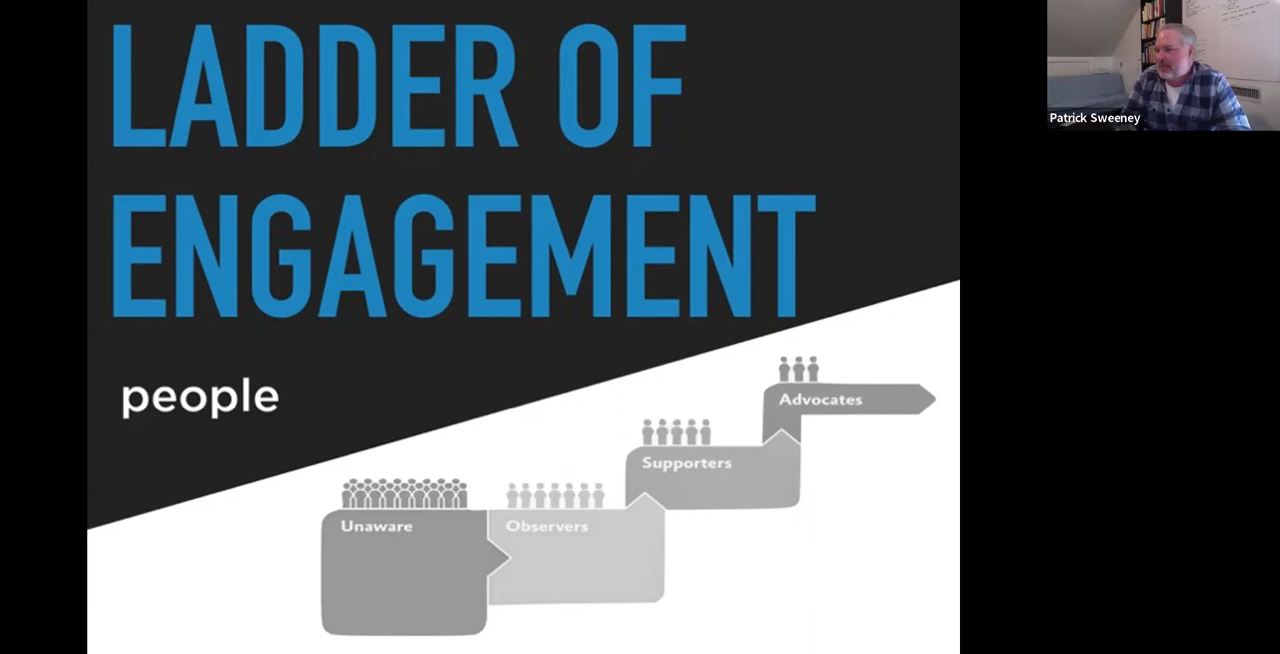 LADDER OF
ENGAGEMENT
people
Advocates
Supporters
Unaware
Observers
Patrick Sweeney